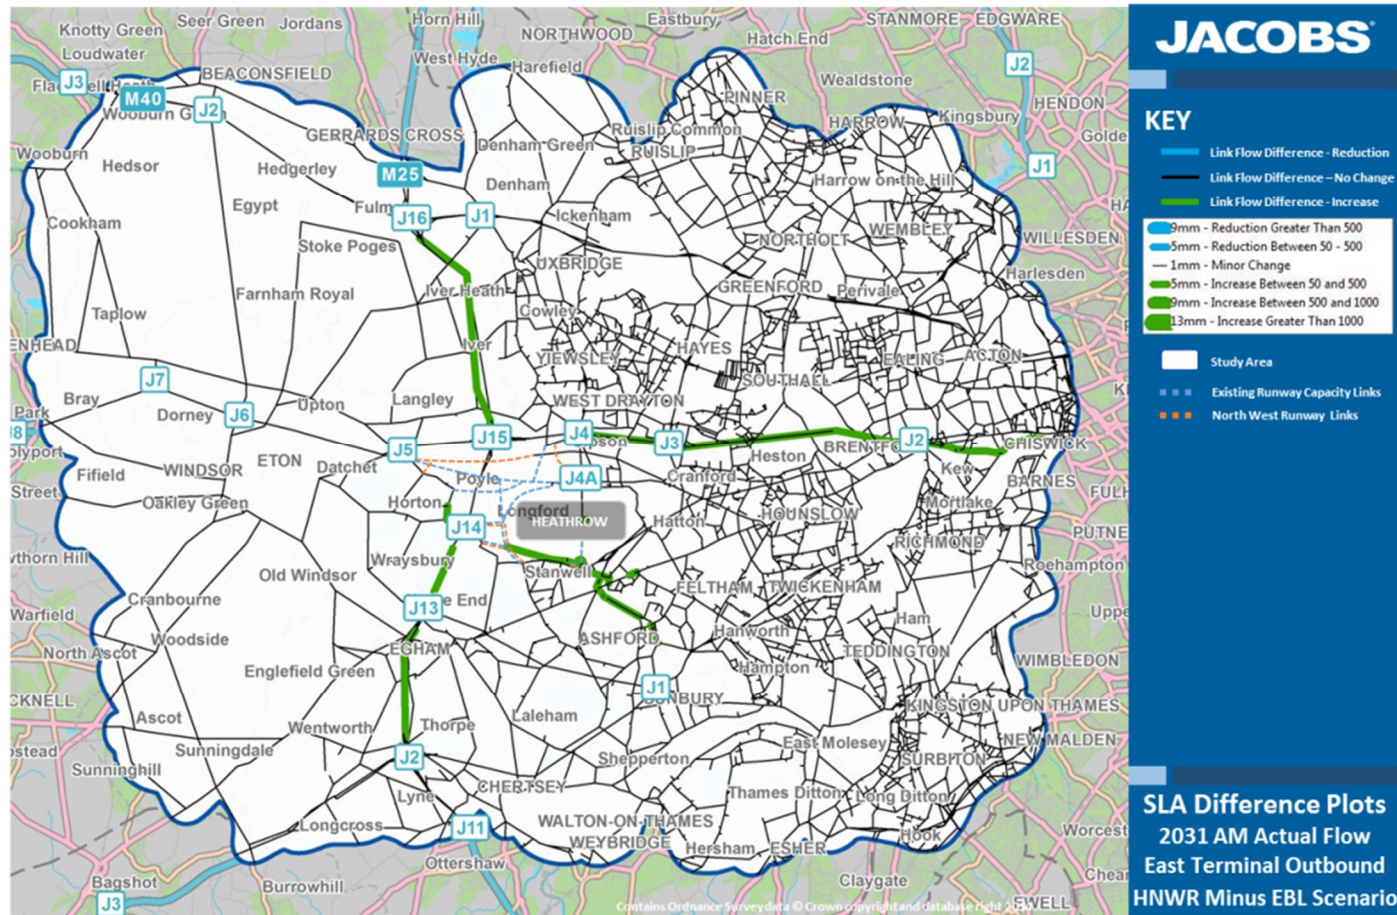 Knotty Green
Seer Green
Jordans
Horn Hill
Eastbury
STANMORE
EDGWARE
Loudwater
West Hyde
NORTHWOOD
Hatch End
J3
BEACONSFIELD
Harefield
Wealdstone
J2
M40
J2
PINNER
HENDON
GERRARDS CROSS
Ruislip Common
HARROW
Kingsbury
Wooburn
Hedsor
Hedgerley
Denham Green
RUISLIP
M25
Denham
Harrow on the Hill
J1
Egypt
J16
J1
Ickenham
WEMBLEY
Cookham
Stoke Poges
NORTHOLT
WILLESDEN
UXBRIDGE
Harlesden
Farnham Royal
Iver Heath
GREENFORD
Perivale
Taplow
Cowley
Iver
YIEWSLEY
HAYES
EALING
ACTON
J7
SOUTHALL
Bray
Langley
WEST DRAYTON
Park
Dorney
J6
Upton
J8
J15
J4
J3
J2
CHISWICK
J5
Heston
Kew
Fifield
WINDSOR
ETON
Datchet
Poyle
J4A
Cranford
BARNES
Street
Oakley Green
Horton
Longford
Mortlake
HEATHROW
Hatton
HOUNSLOW
J14
RICHMOND
Wraysbury
Stanwell
Roehampton
Old Windsor
FELTHAM
TWICKENHAM
Cranbourne
J13
Warfield
Ham
Woodside
ASHFORD
Hanworth
North Ascot
EGHAM
TEDDINGTON
WIMBLEDON
Englefield Green
Hampton
J1
KINGSTON UPON THAMES
Ascot
Wentworth
Thorpe
Laleham
NEW MALDEN
Sunningdale
J2
Shepperton
East Molesey
SURBITON
Sunninghill
Lyne
CHERTSEY
Thames Ditton
Long Ditton
Longcross
J11
WALTON-ON-THAMES
Hook
WEYBRIDGE
Hersham
ESHER
Ottershaw
Bagshot
Burrowhill
Claygate
J3
Contains Ordnance Survey data © Crown copyright and database right
JACOBS
KEY
Link Flow Difference - Reduction
Link Flow Difference – No Change
Link Flow Difference - Increase
9mm - Reduction Greater Than 500
5mm - Reduction Between 50 - 500
1mm - Minor Change
5mm - Increase Between 50 and 500
9mm - Increase Between 500 and 1000
13mm - Increase Greater Than 1000
Study Area
Existing Runway Capacity Links
North West Runway Links
SLA Difference Plots
2031 AM Actual Flow
East Terminal Outbound
HNWR Minus EBL Scenario